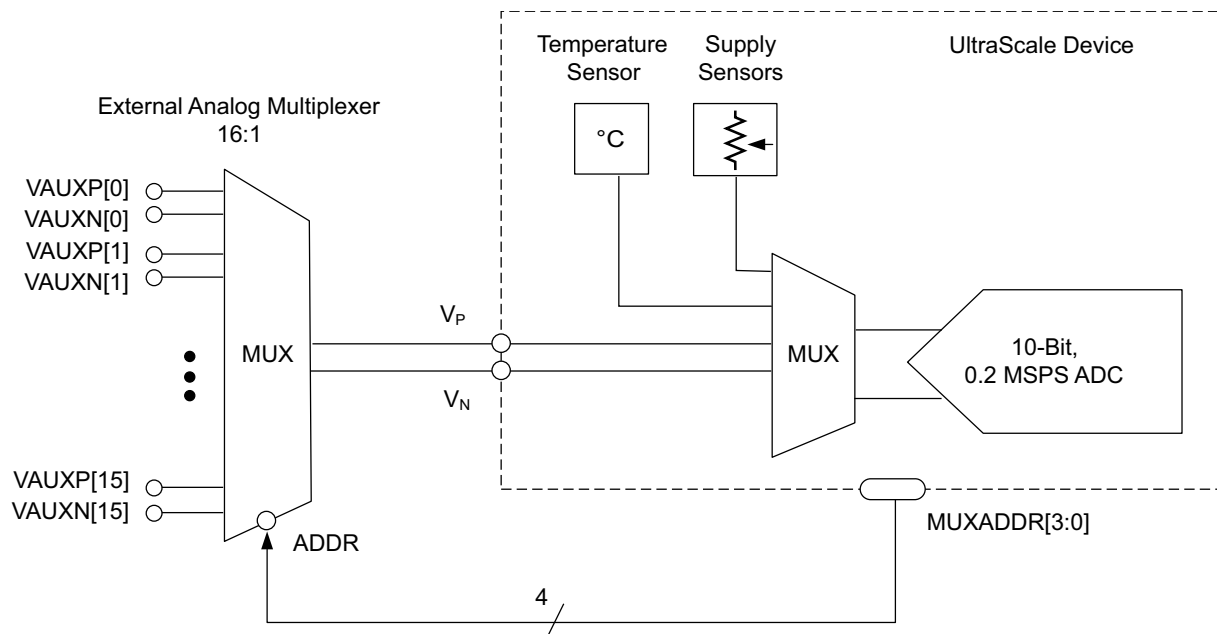 Temperature
Sensor
Supply
Sensors
UltraScale Device
External Analog Multiplexer
16:1
°C
VAUXP[0]
VAUXN[0]
VAUXP[1]
VAUXN[1]
VP
VN
MUX
MUX
10-Bit,
0.2 MSPS ADC
VAUXP[15]
VAUXN[15]
ADDR
MUXADDR[3:0]
4